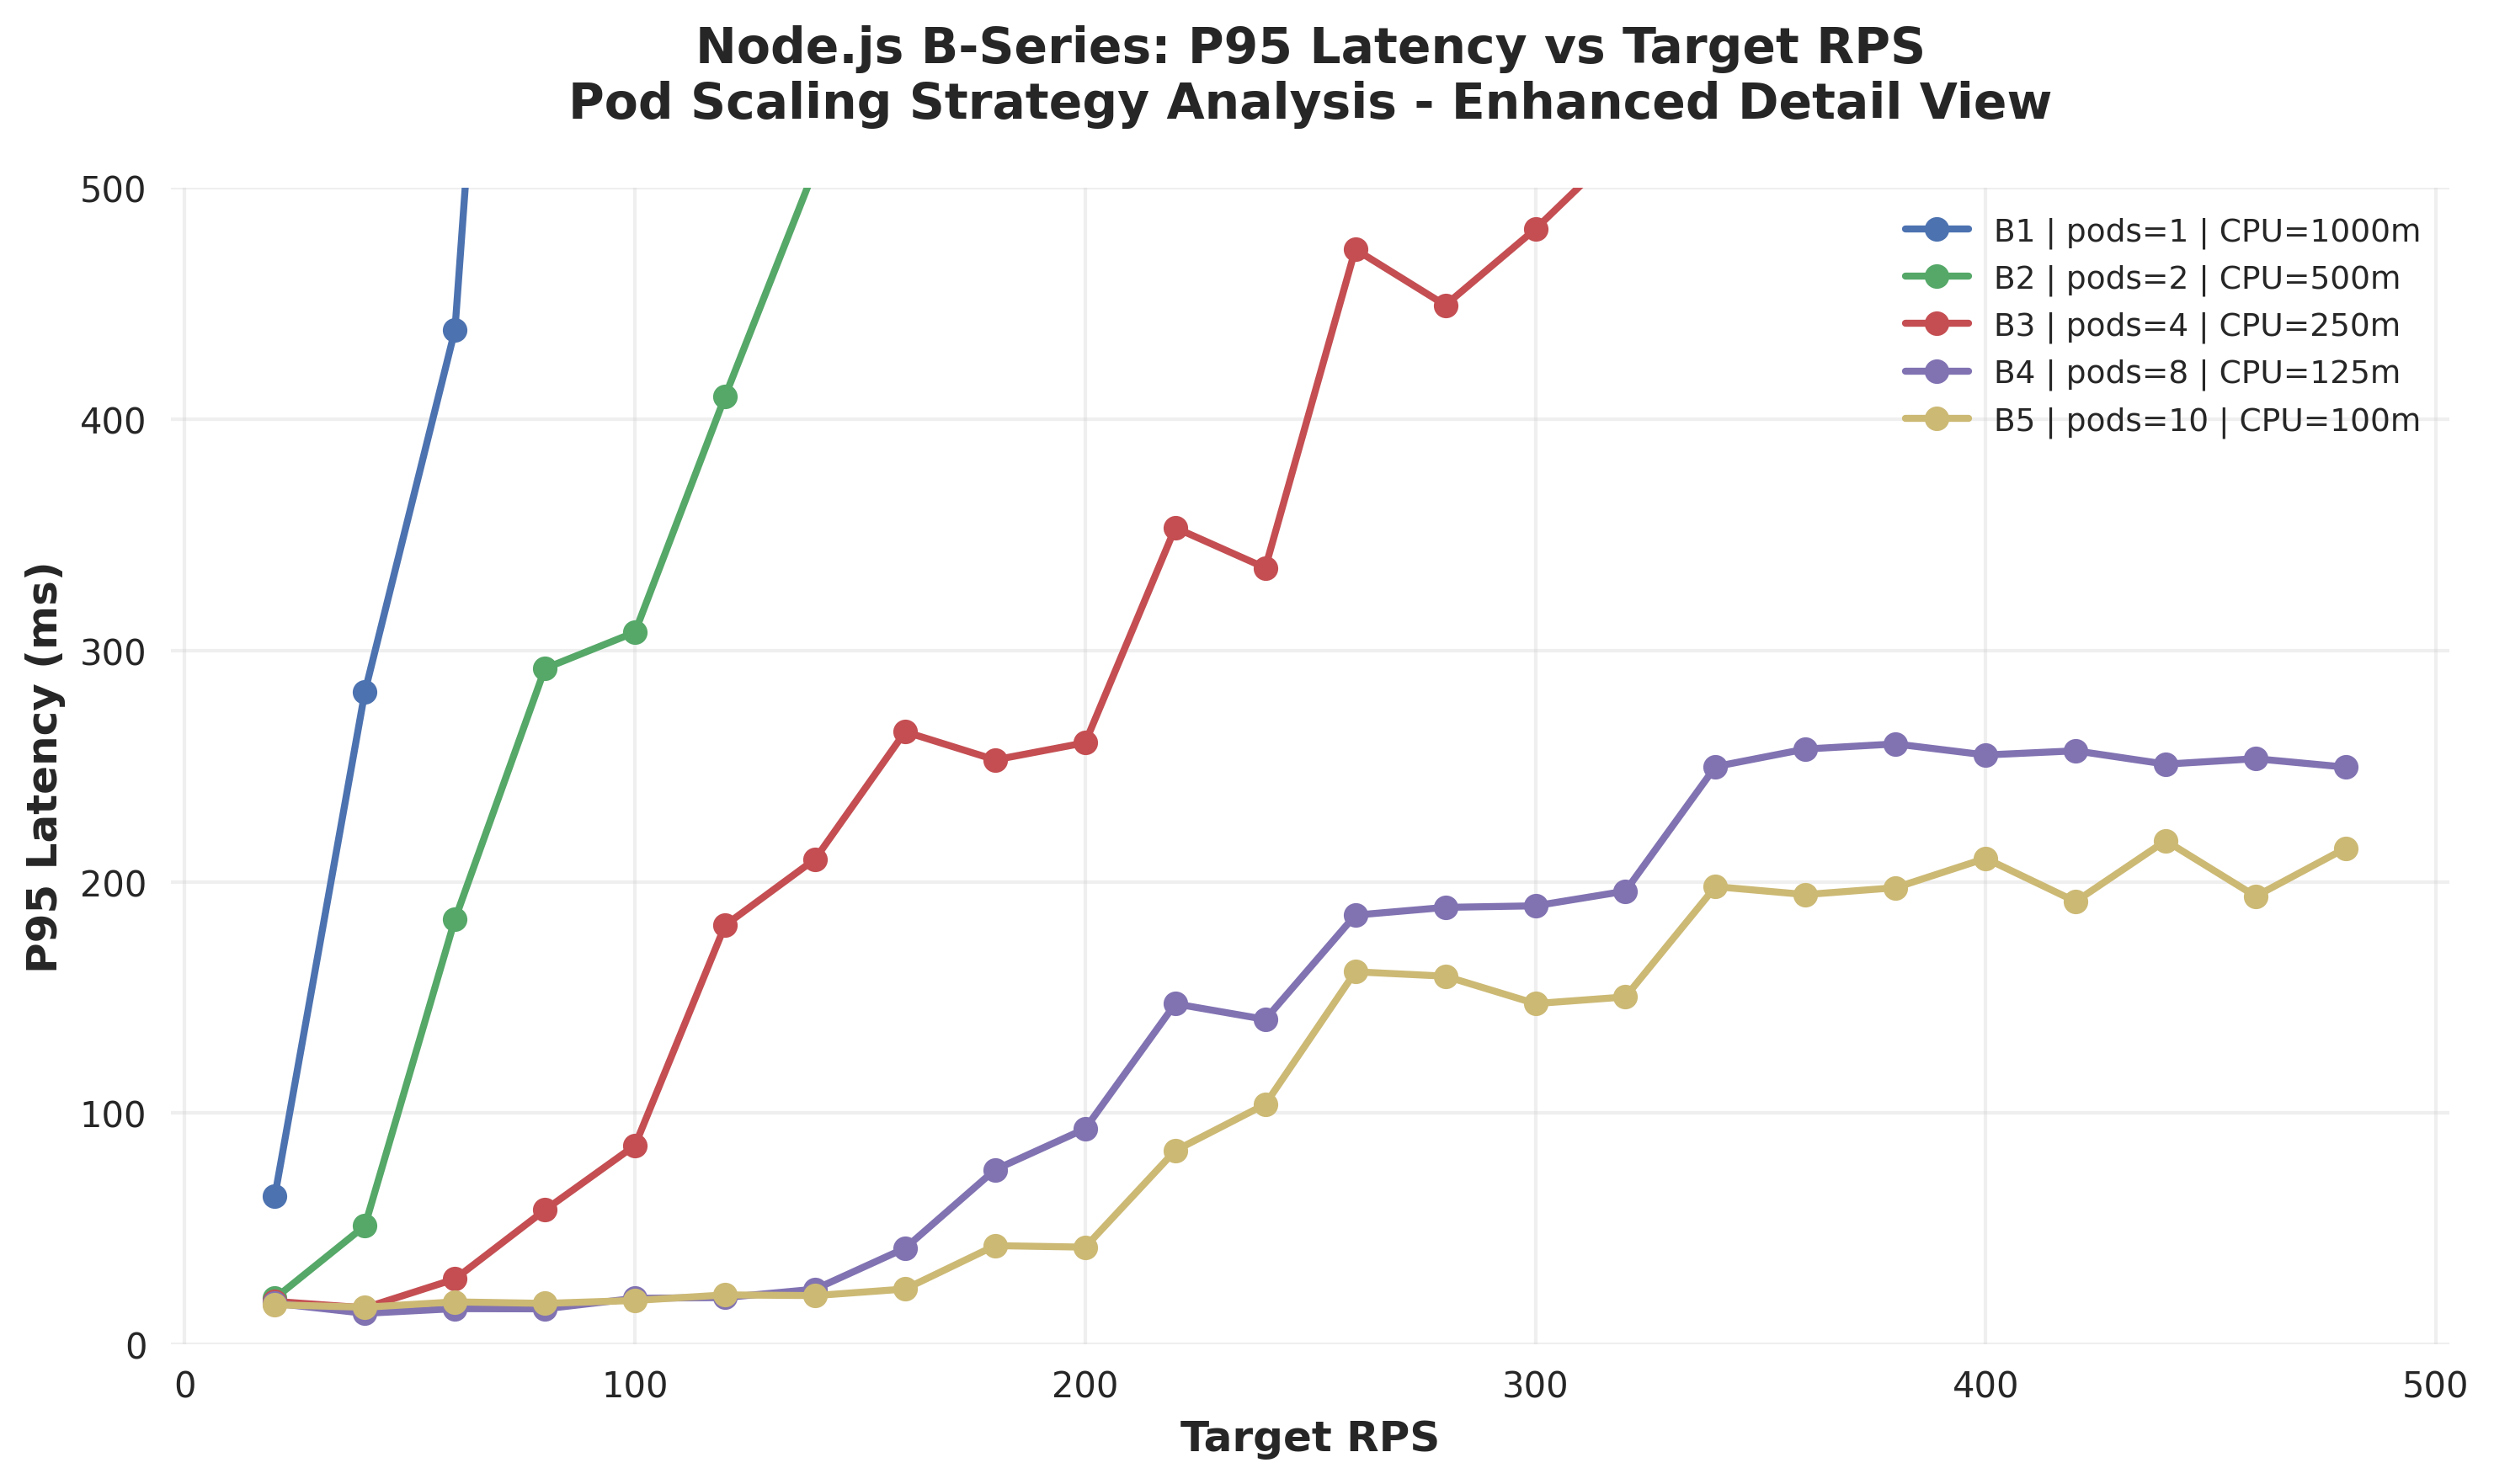 Node.js B-Series: P95 Latency vs Target RPS
Pod Scaling Strategy Analysis - Enhanced Detail View
P95 Latency (ms)
500
400
300
200
100
0
B1 | pods=1 | CPU=1000m
B2 | pods=2 | CPU=500m
B3 | pods=4 | CPU=250m
B4 | pods=8 | CPU=125m
B5 | pods=10 | CPU=100m
0 100 200 300 400 500
Target RPS